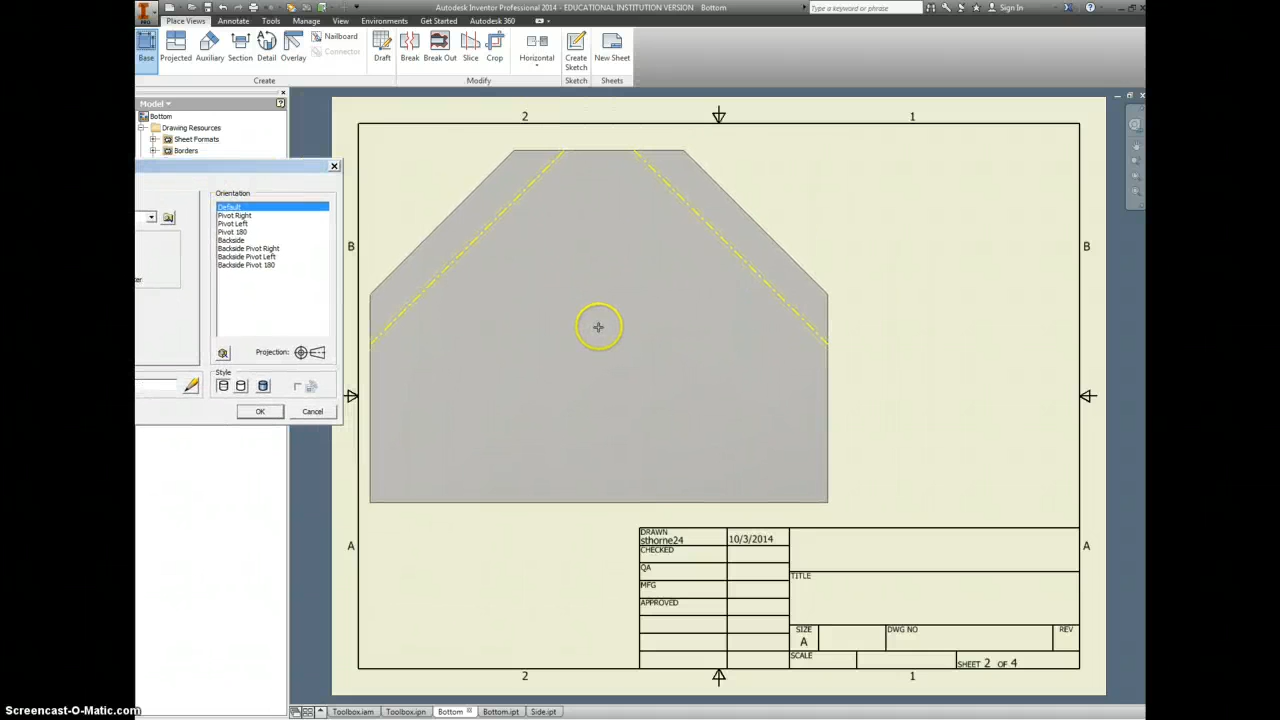 Autodesk Inventor Professional 2014 - EDUCATIONAL INSTITUTION VERSION Bottom
Type a keyword or phrase
Sign In
PRO
Place Views Annotate Tools Manage View Environments Get Started Autodesk 360
Base Projected Auxiliary Section Detail Overlay
Nailboard
Connector
Draft Break Break Out Slice Crop Horizontal
Create
Sketch
New Sheet
Create Modify Sketch Sheets
Model
Bottom
Drawing Resources
Sheet Formats
Borders
Orientation
Default
Pivot Right
Pivot Left
Pivot 180
Backside
Backside Pivot Right
Backside Pivot Left
Backside Pivot 180
Projection:
Style
OK Cancel
2 1
B B
A A
DRAWN
sthorne24 10/3/2014
CHECKED
QA
MFG
APPROVED
TITLE
SIZE
A
DWG NO
REV
SCALE
SHEET 2 OF 4
2 1
Toolbox.iam Toolbox.ipn Bottom Bottom.ipt Side.ipt
Screencast-O-Matic.com